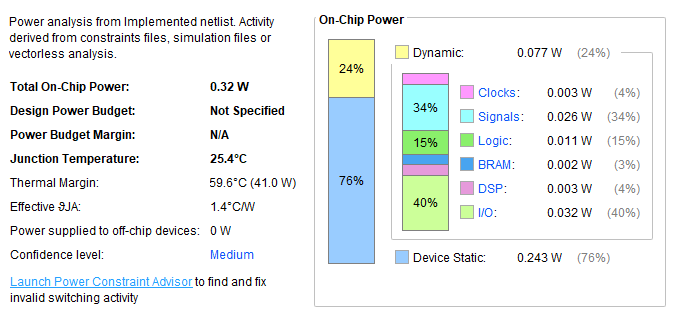 Power analysis from Implemented netlist. Activity
derived from constraints files, simulation files or
vectorless analysis.
Total On-Chip Power: 0.32 W
Design Power Budget: Not Specified
Power Budget Margin: N/A
Junction Temperature: 25.4°C
Thermal Margin: 59.6°C (41.0 W)
Effective ϑJA: 1.4°C/W
Power supplied to off-chip devices: 0 W
Confidence level: Medium
Launch Power Constraint Advisor to find and fix
invalid switching activity
On-Chip Power
24%
76%
Dynamic: 0.077 W (24%)
34%
15%
40%
Clocks: 0.003 W (4%)
Signals: 0.026 W (34%)
Logic: 0.011 W (15%)
BRAM: 0.002 W (3%)
DSP: 0.003 W (4%)
I/O: 0.032 W (40%)
Device Static: 0.243 W (76%)